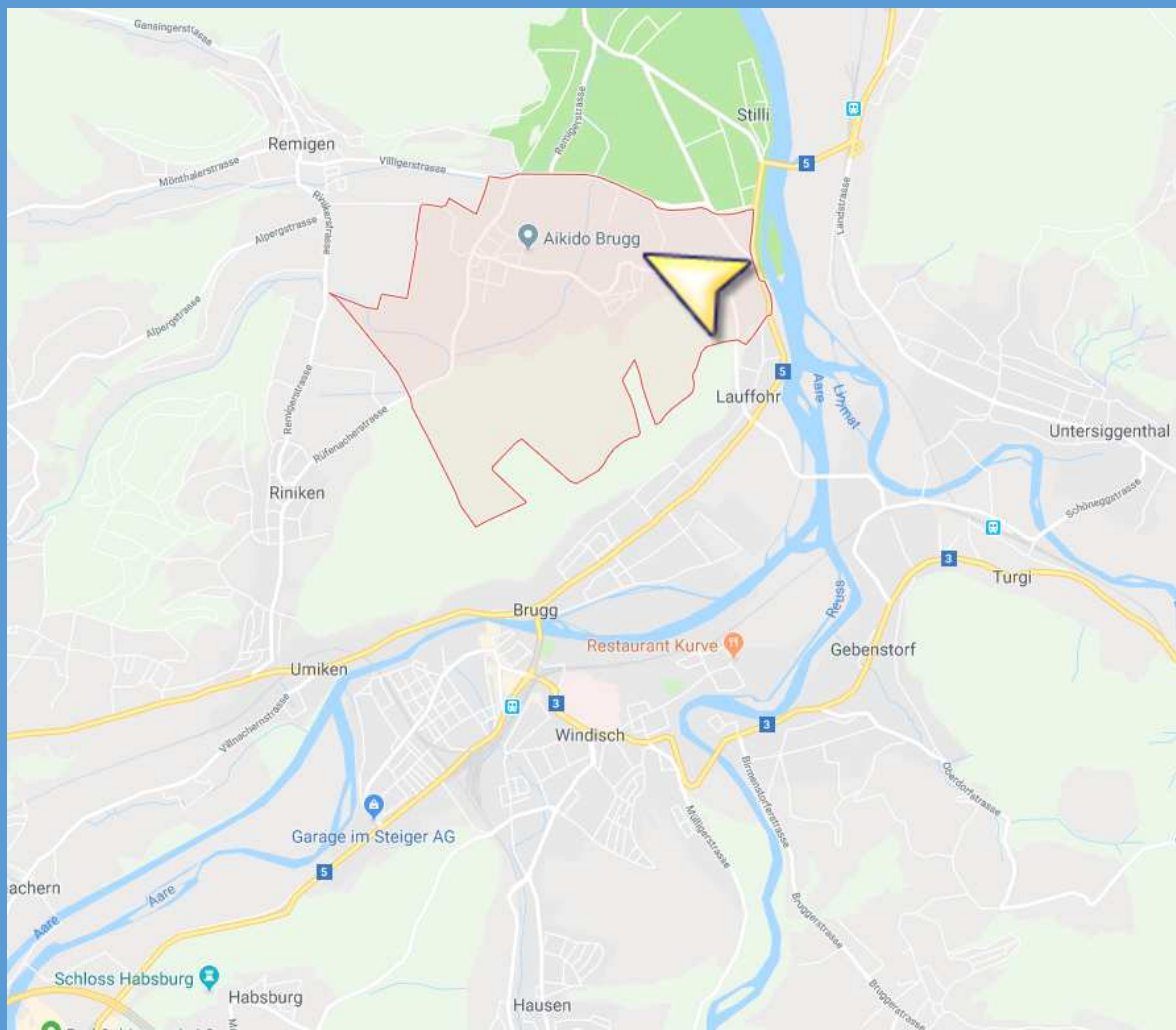 Gansingerstrasse
Stilli
Remigerstrasse
Remigen
Villigerstrasse
5
Mönthalerstrasse
Rinikerstrasse
Landstrasse
Alpergstrasse
Aikido Brugg
Alpergstrasse
5
Remigerstrasse
Lauffohr
Aare
Limmat
Rüfenacherstrasse
Untersiggenthal
Riniken
Schöneggstrasse
3
Turgi
Brugg
Reuss
Restaurant Kurve
Gebenstorf
Umiken
Villnachernstrasse
3
3
Windisch
Birmenstorferstrasse
Oberdorfstrasse
Garage im Steiger AG
Mülligerstrasse
5
achern
Aare
Aare
Bruggerstrasse
Schloss Habsburg
Habsburg
Hausen
Bruggerstrasse